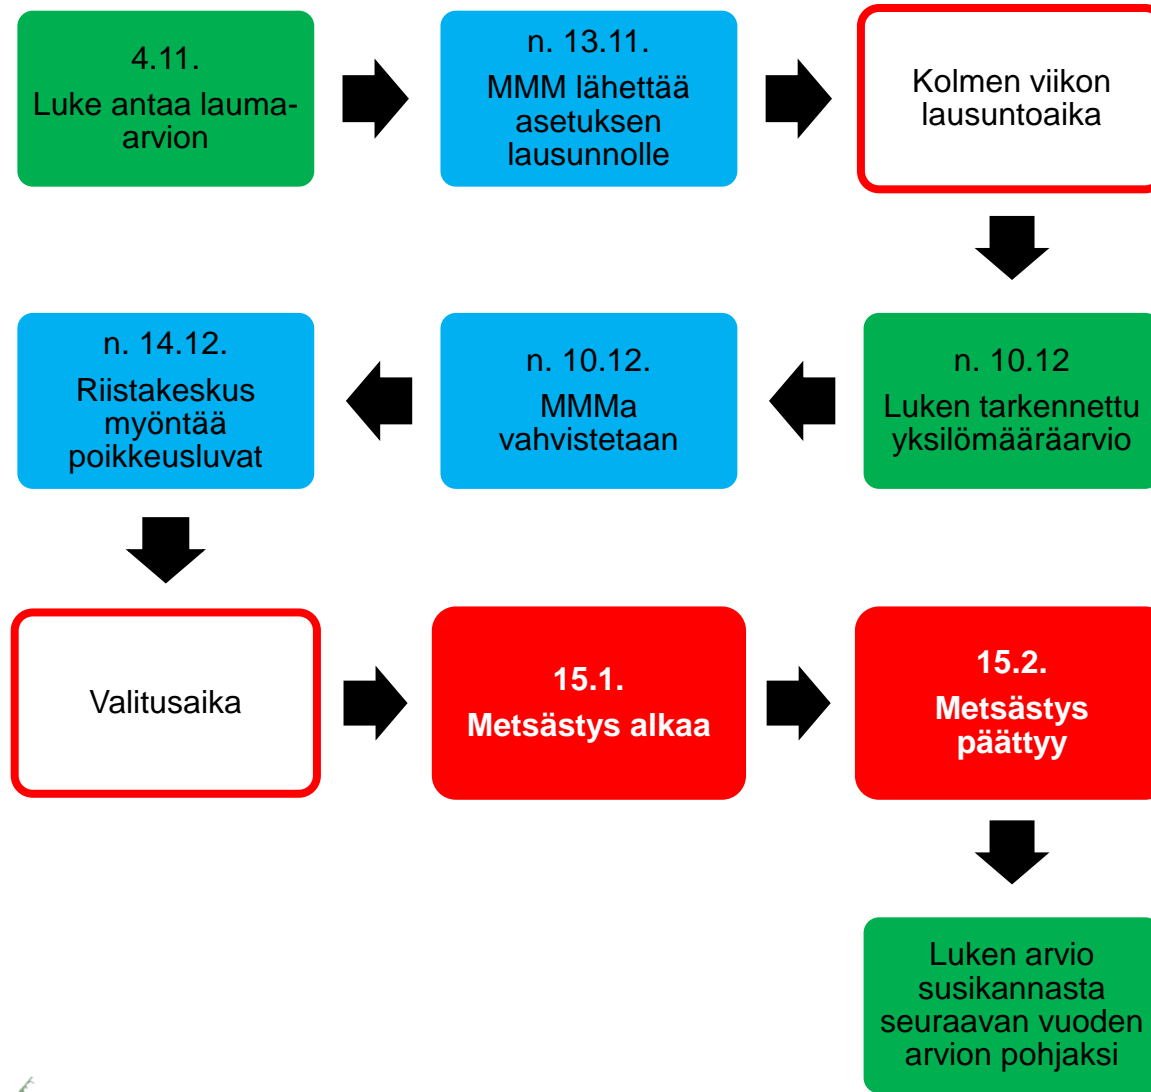 4.11.
Luke antaa lauma-
arvion
n. 13.11.
MMM lähettää
asetuksen
lausunnolle
Kolmen viikon
lausuntoaika
n. 10.12
Luken tarkennettu
yksilömääräarvio
n. 10.12.
MMMa
vahvistetaan
n. 14.12.
Riistakeskus
myöntää
poikkeusluvat
Valitusaika
15.1.
Metsästys alkaa
15.2.
Metsästys
päättyy
Luken arvio
susikannasta
seuraavan vuoden
arvion pohjaksi